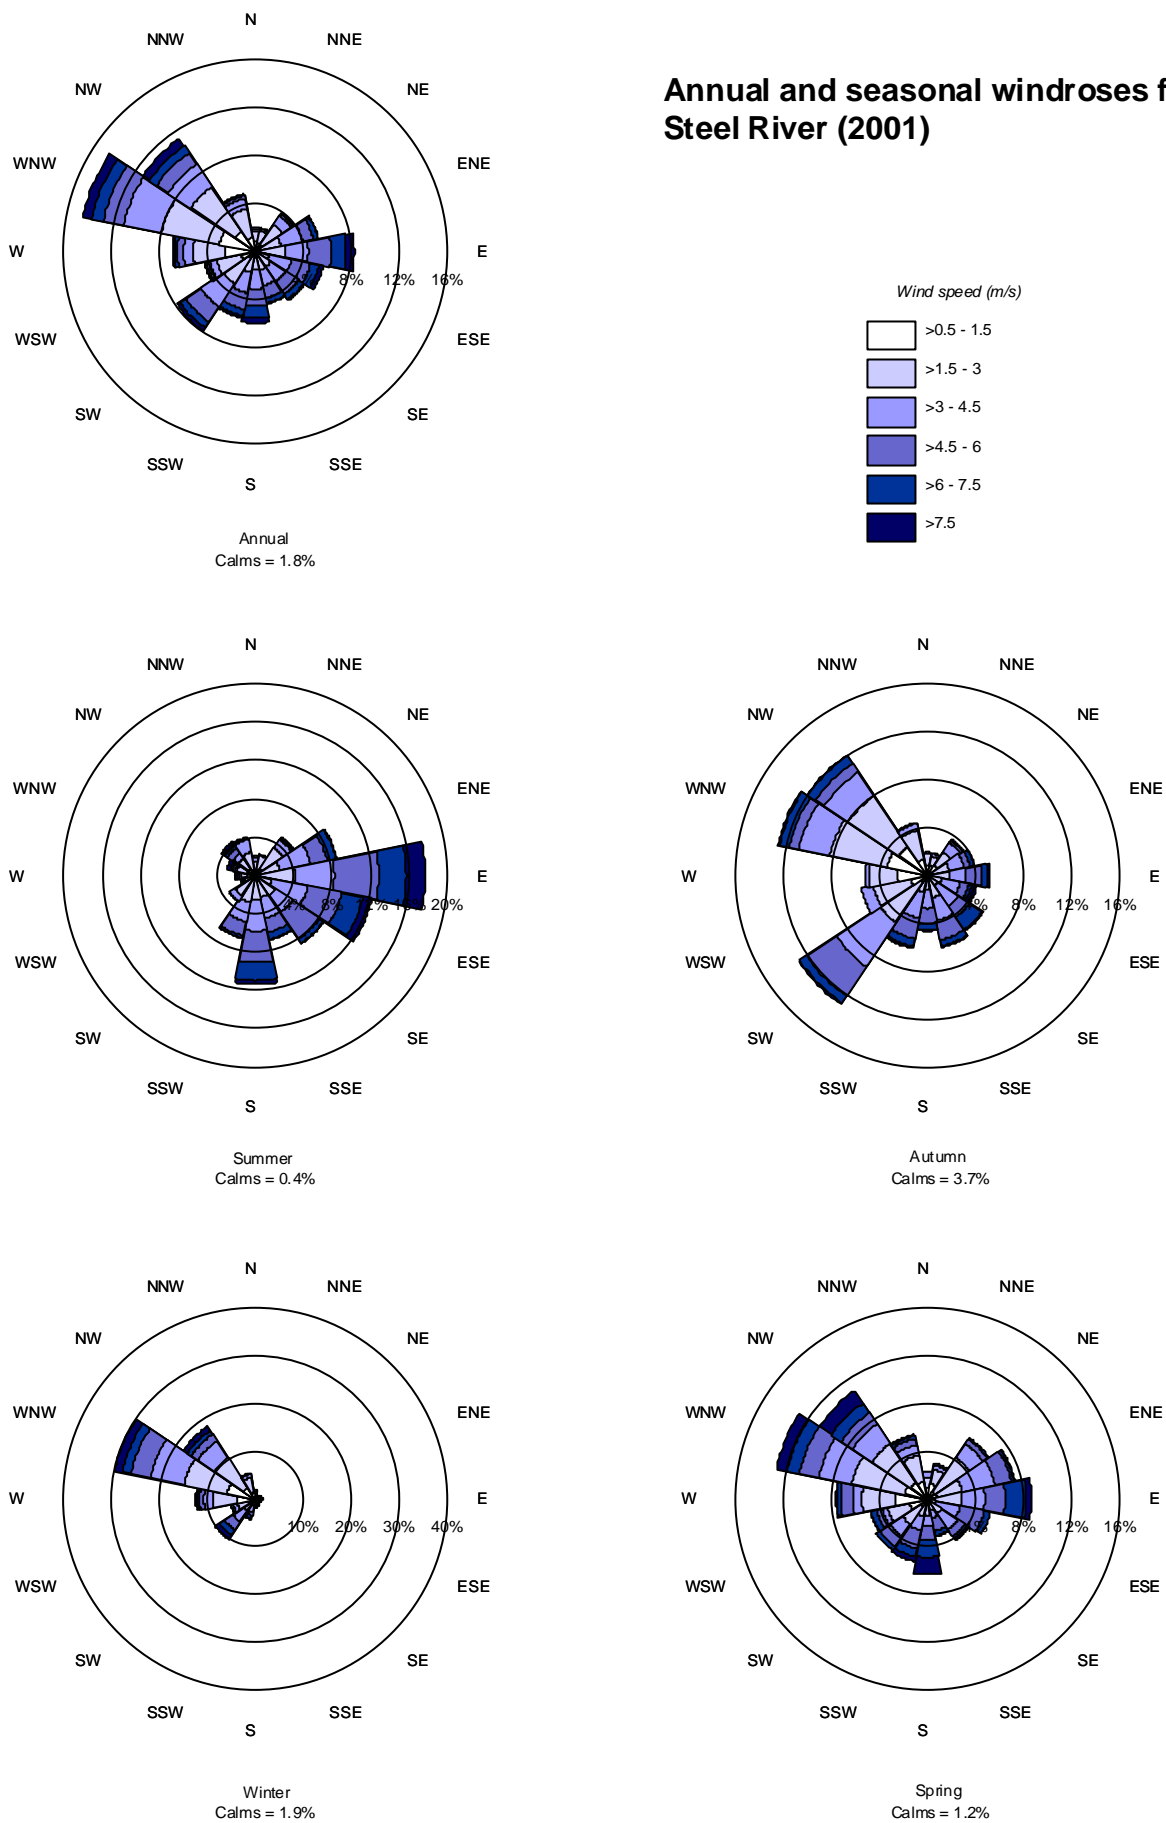 Annual and seasonal windroses f
Steel River (2001)
N
NNW NNE
NW NE
WNW ENE
W E
8% 12% 16%
WSW ESE
SW SE
SSW SSE
S
Annual
Calms = 1.8%
Wind speed (m/s)
>0.5 - 1.5
>1.5 - 3
>3 - 4.5
>4.5 - 6
>6 - 7.5
>7.5
N
NNW NNE
NW NE
WNW ENE
W E
4% 8% 12% 16% 20%
WSW ESE
SW SE
SSW SSE
S
Summer
Calms = 0.4%
N
NNW NNE
NW NE
WNW ENE
W E
8% 12% 16%
WSW ESE
SW SE
SSW SSE
S
Autumn
Calms = 3.7%
N
NNW NNE
NW NE
WNW ENE
W E
10% 20% 30% 40%
WSW ESE
SW SE
SSW SSE
S
Winter
Calms = 1.9%
N
NNW NNE
NW NE
WNW ENE
W E
4% 8% 12% 16%
WSW ESE
SW SE
SSW SSE
S
Spring
Calms = 1.2%